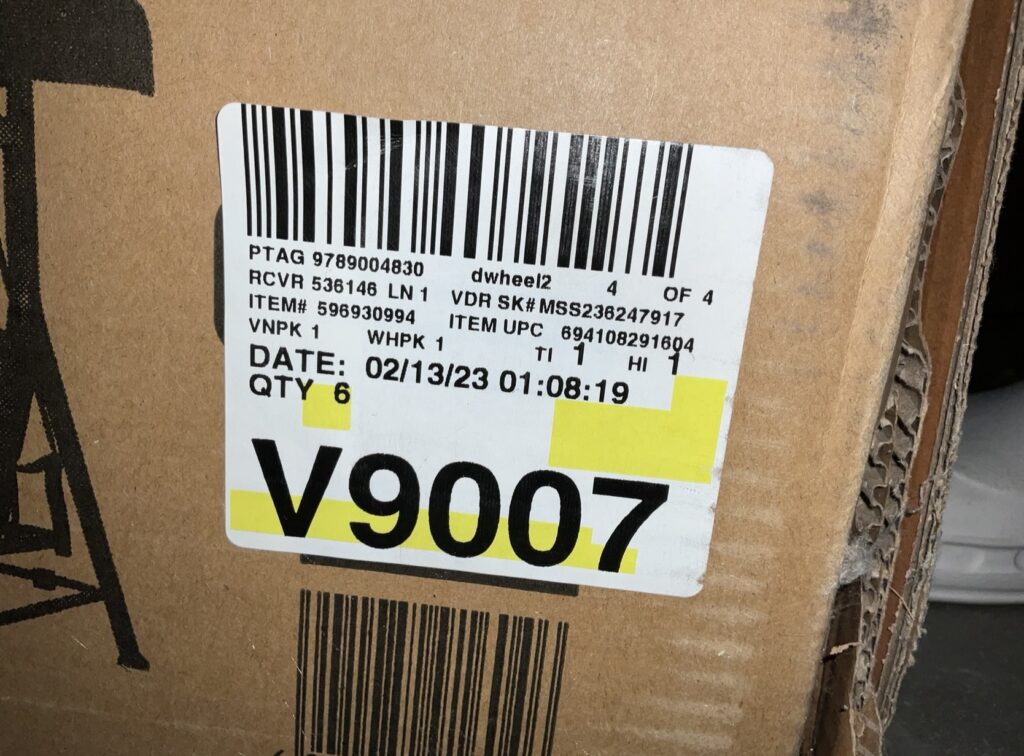 PTAG 9789004830 dwheel2 4 OF 4
RCVR 536146 LN 1 VDR SK# MSS236247917
ITEM# 596930994 ITEM UPC 694108291604
VNPK 1 WHPK 1 TI 1 HI 1
DATE: 02/13/23 01:08:19
QTY 6
V9007